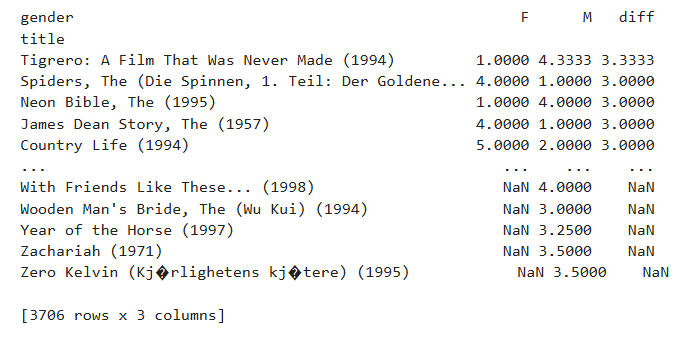 gender F M diff
title
Tigrero: A Film That Was Never Made (1994) 1.0000 4.3333 3.3333
Spiders, The (Die Spinnen, 1. Teil: Der Goldene... 4.0000 1.0000 3.0000
Neon Bible, The (1995) 1.0000 4.0000 3.0000
James Dean Story, The (1957) 4.0000 1.0000 3.0000
Country Life (1994) 5.0000 2.0000 3.0000
... ... ... ...
With Friends Like These... (1998) NaN 4.0000 NaN
Wooden Man's Bride, The (Wu Kui) (1994) NaN 3.0000 NaN
Year of the Horse (1997) NaN 3.2500 NaN
Zachariah (1971) NaN 3.5000 NaN
Zero Kelvin (Kj�rlighetens kj�tere) (1995) NaN 3.5000 NaN
[3706 rows x 3 columns]